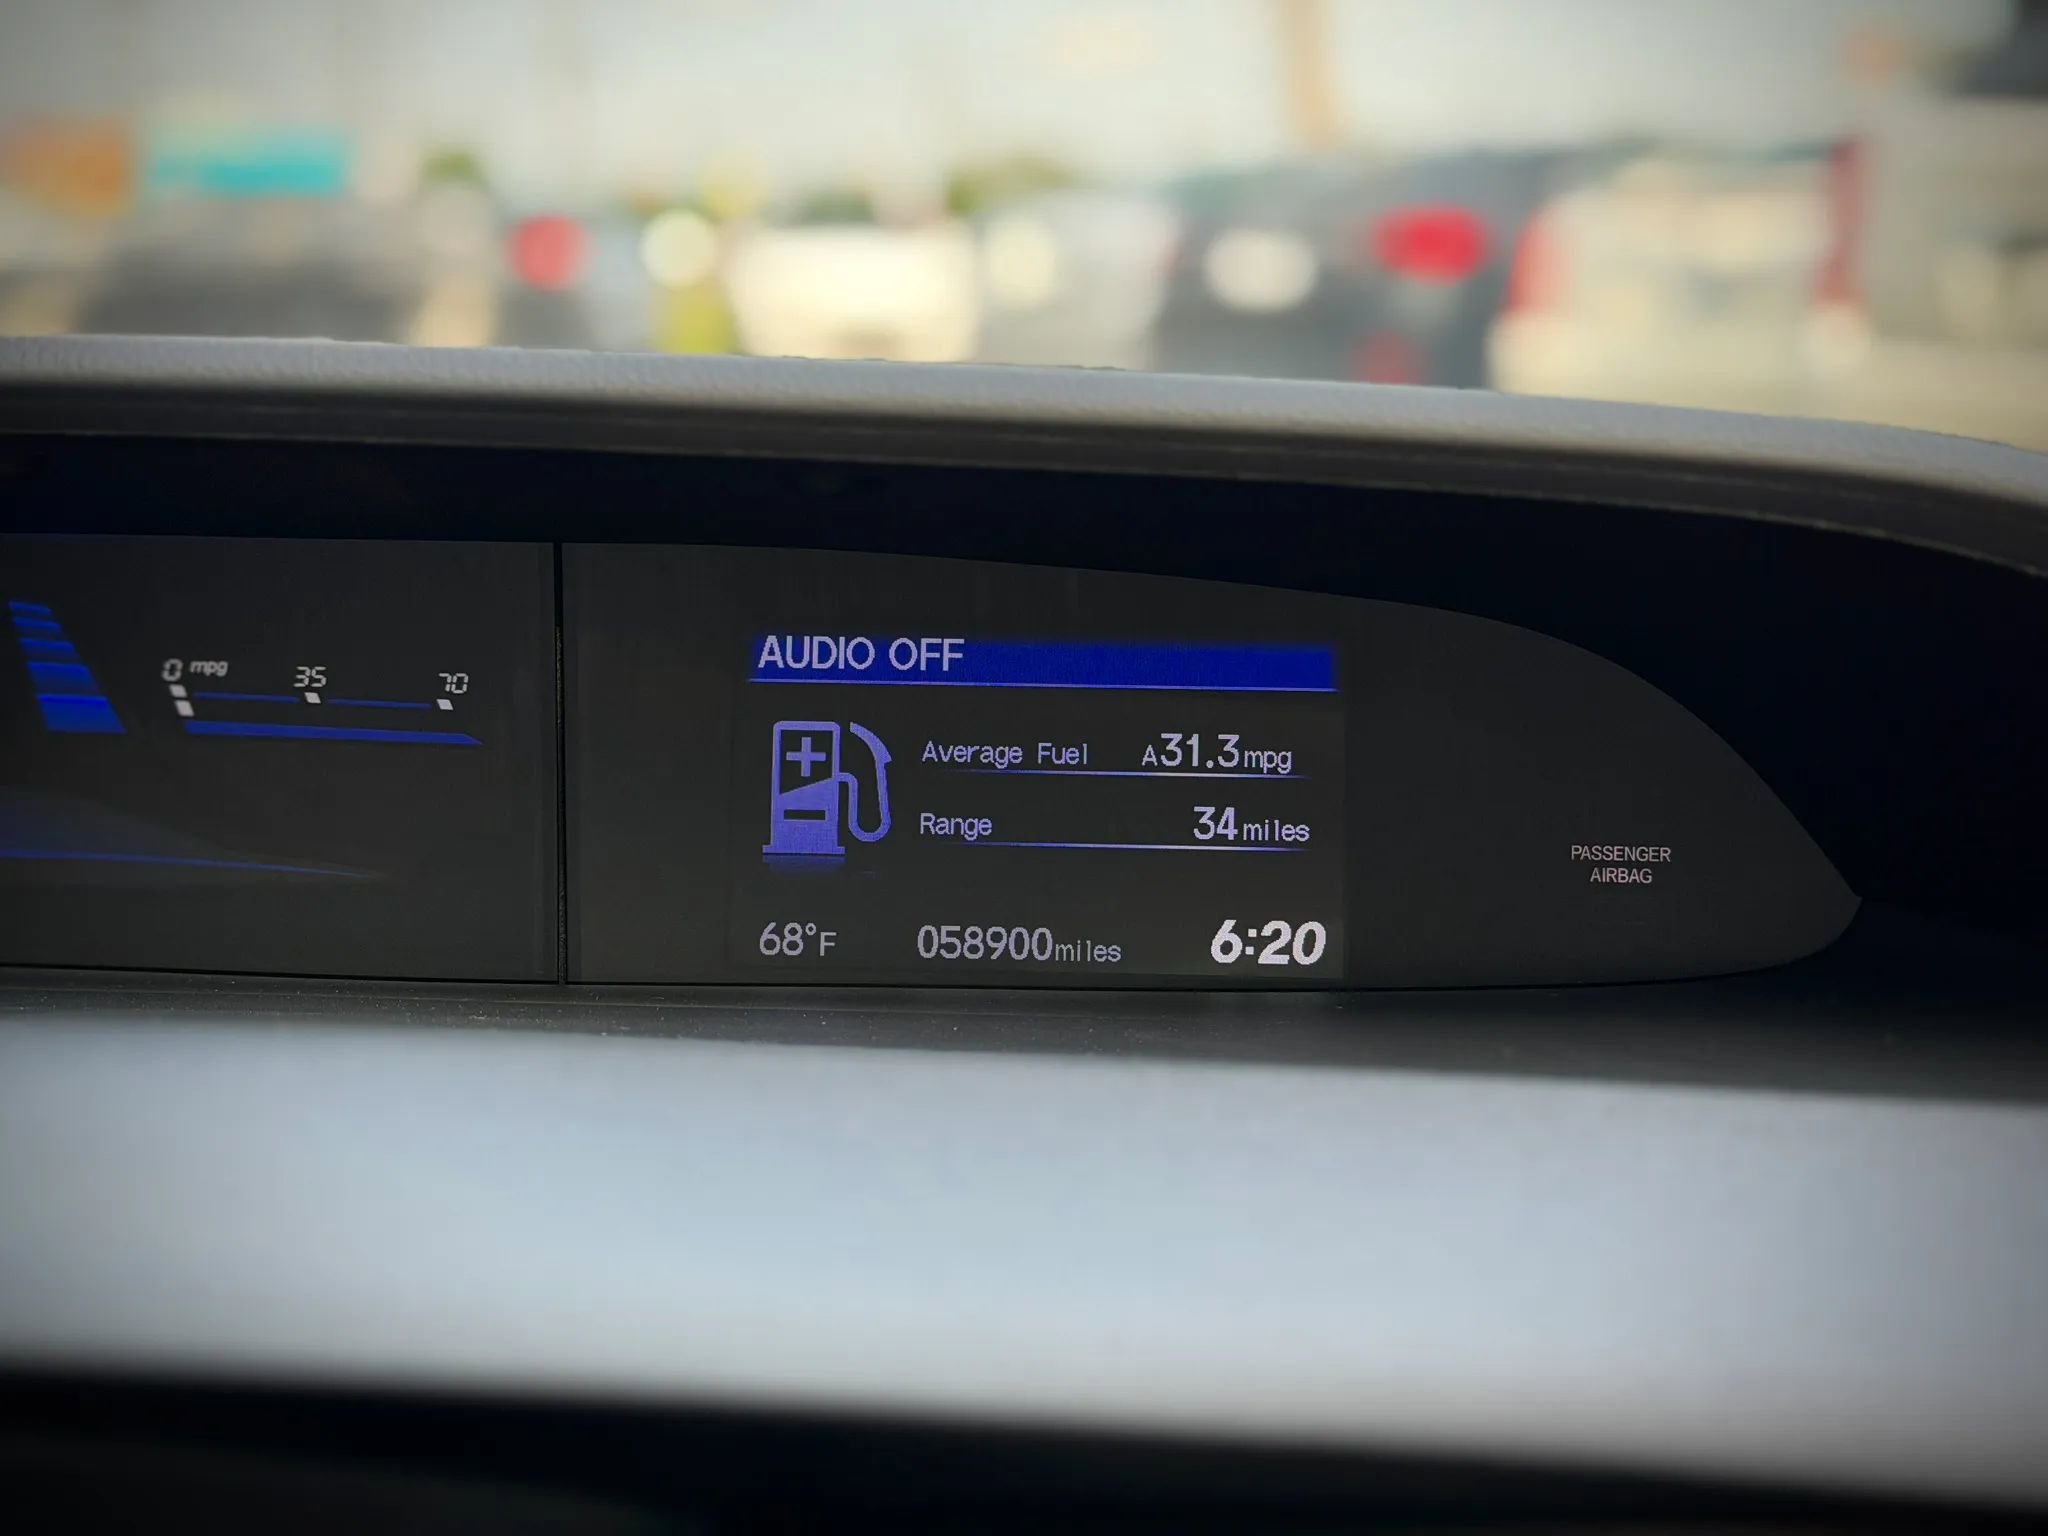 0 mpg 35 70
AUDIO OFF
Average Fuel A31.3mpg
Range 34miles
68°F 058900miles 6:20
PASSENGER
AIRBAG